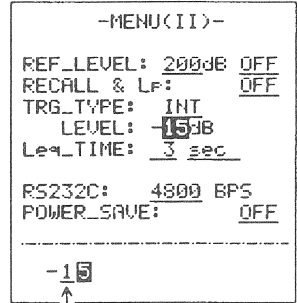 -MENU(II)-
REF_LEVEL: 200dB OFF
RECALL & LF: OFF
TRG_TYPE: INT
LEVEL: -15dB
Leq_TIME: 3 sec
RS232C: 4800 BPS
POWER_SAVE: OFF
-15